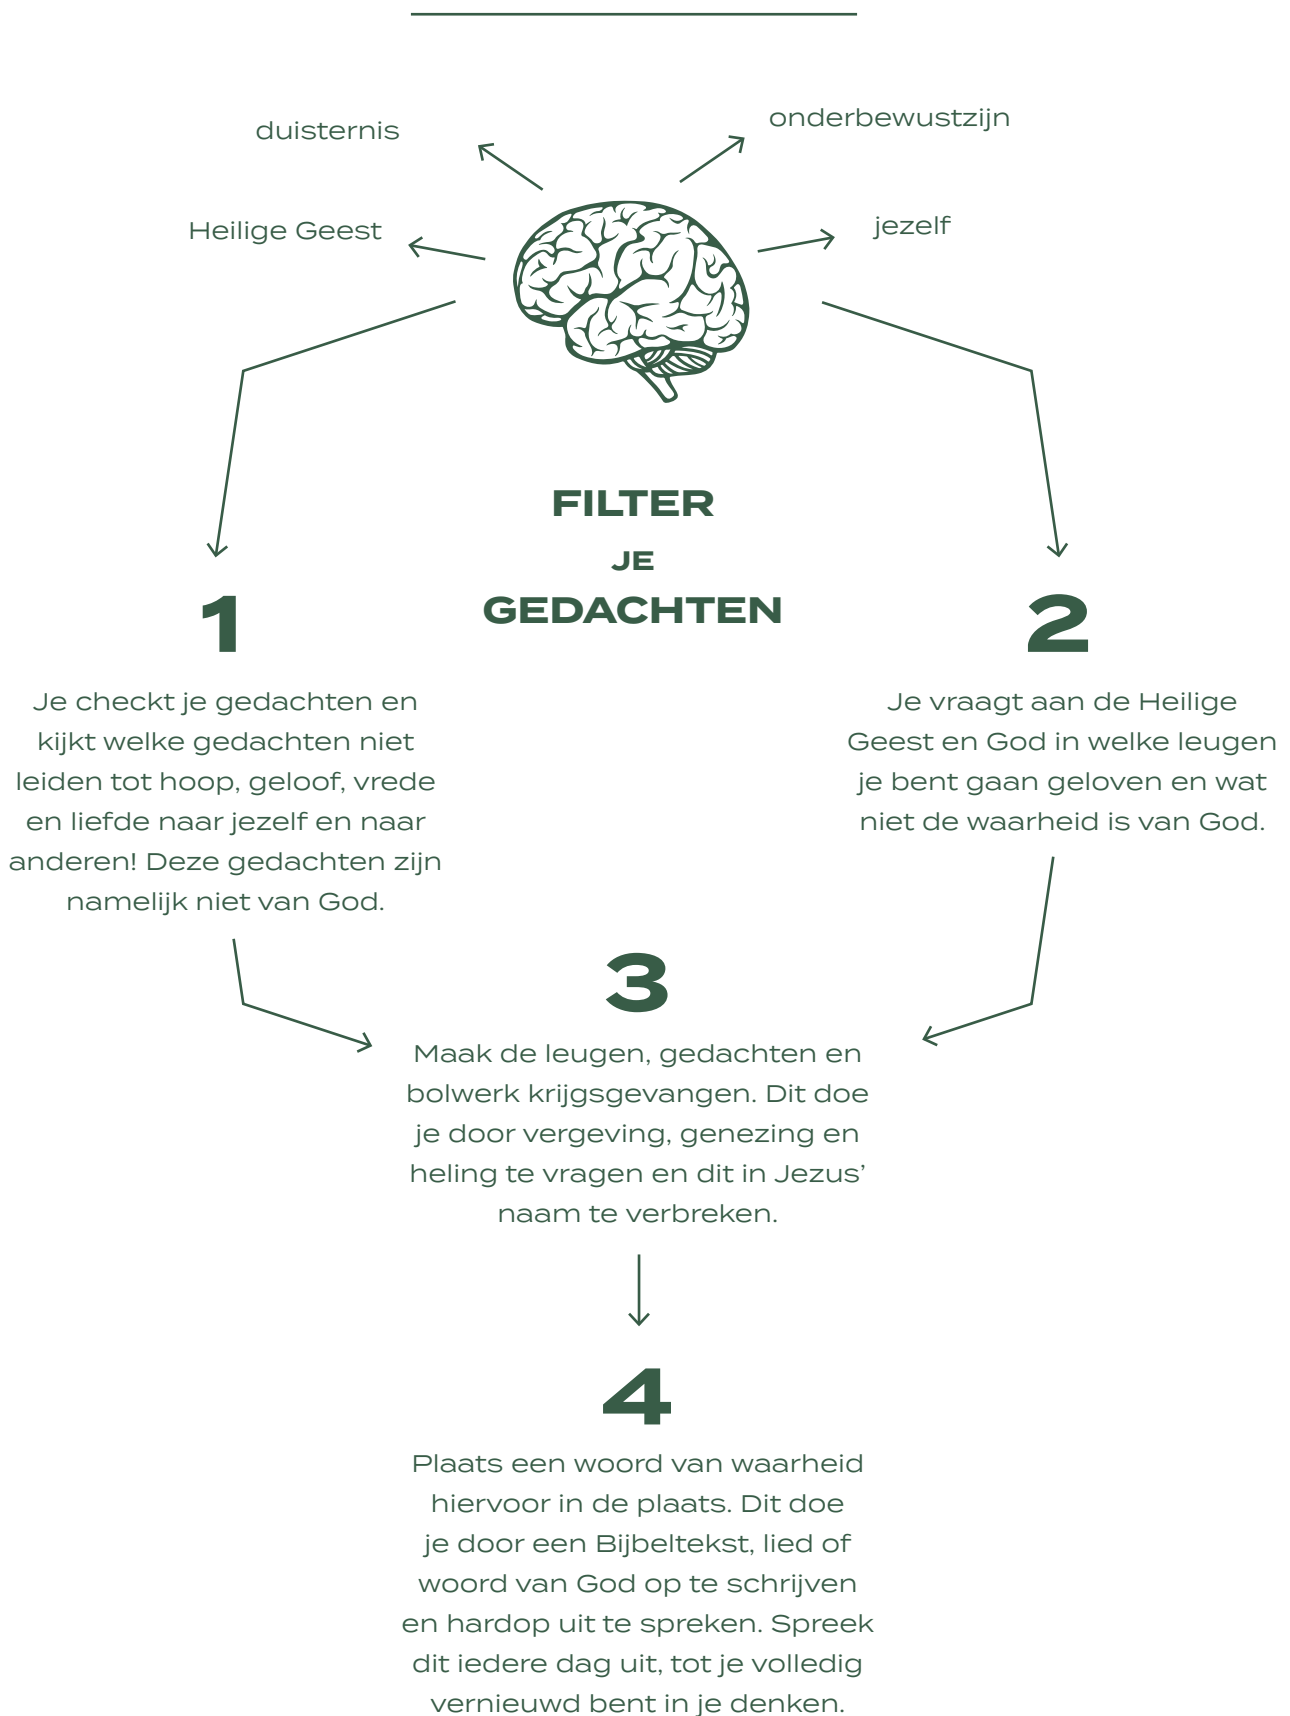 duisternis
onderbewustzijn
Heilige Geest
jezelf
FILTER
JE
GEDACHTEN
1
Je checkt je gedachten en
kijkt welke gedachten niet
leiden tot hoop, geloof, vrede
en liefde naar jezelf en naar
anderen! Deze gedachten zijn
namelijk niet van God.
2
Je vraagt aan de Heilige
Geest en God in welke leugen
je bent gaan geloven en wat
niet de waarheid is van God.
3
Maak de leugen, gedachten en
bolwerk krijgsgevangen. Dit doe
je door vergeving, genezing en
heling te vragen en dit in Jezus’
naam te verbreken.
4
Plaats een woord van waarheid
hiervoor in de plaats. Dit doe
je door een Bijbeltekst, lied of
woord van God op te schrijven
en hardop uit te spreken. Spreek
dit iedere dag uit, tot je volledig
vernieuwd bent in je denken.